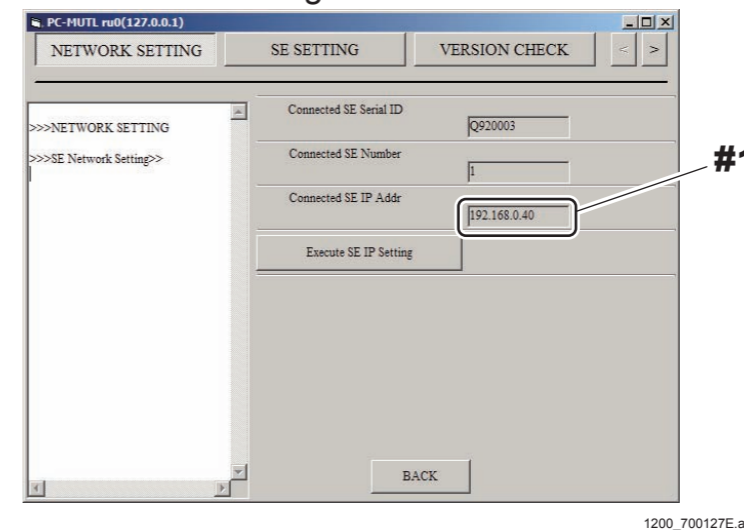 PC-MUTL ru0(127.0.0.1)
NETWORK SETTING SE SETTING VERSION CHECK < >
>>>NETWORK SETTING
>>>SE Network Setting>>
Connected SE Serial ID
Q920003
Connected SE Number
1
Connected SE IP Addr
192.168.0.40
Execute SE IP Setting
BACK
#1
1200_700127E.a